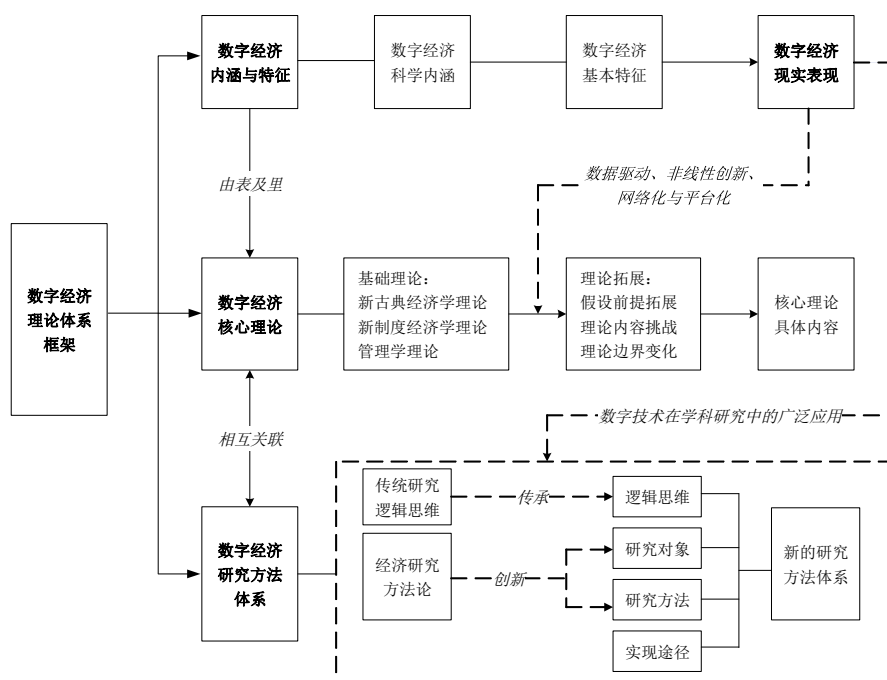 数字经济
内涵与特征
数字经济
科学内涵
数字经济
基本特征
数字经济
现实表现
由表及里
数据驱动、非线性创新、
网络化与平台化
数字经济
理论体系
框架
数字经济
核心理论
基础理论：
新古典经济学理论
新制度经济学理论
管理学理论
理论拓展：
假设前提拓展
理论内容挑战
理论边界变化
核心理论
具体内容
相互关联
数字技术在学科研究中的广泛应用
数字经济
研究方法
体系
传统研究
逻辑思维
传承
逻辑思维
经济研究
方法论
创新
研究对象
研究方法
实现途径
新的研究
方法体系